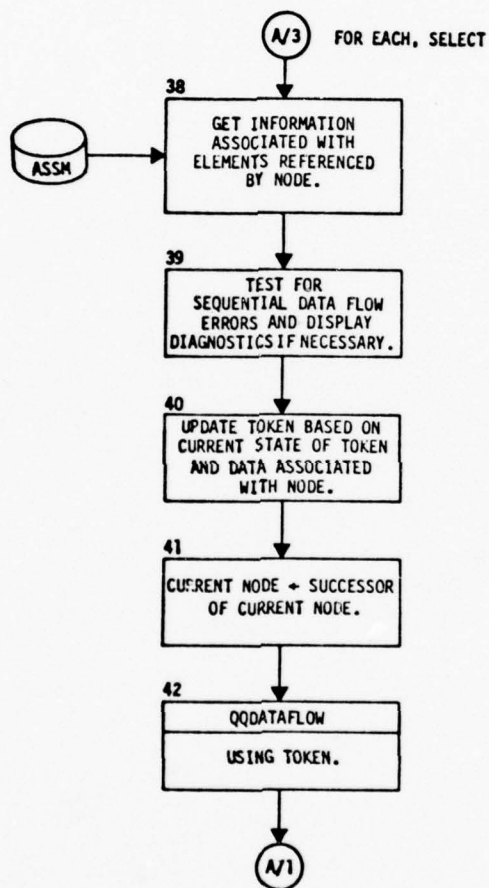 A/3 FOR EACH, SELECT
38
GET INFORMATION
ASSOCIATED WITH
ELEMENTS REFERENCED
BY NODE.
ASSM
39
TEST FOR
SEQUENTIAL DATA FLOW
ERRORS AND DISPLAY
DIAGNOSTICS IF NECESSARY.
40
UPDATE TOKEN BASED ON
CURRENT STATE OF TOKEN
AND DATA ASSOCIATED
WITH NODE.
41
CURRENT NODE ← SUCCESSOR
OF CURRENT NODE.
42
QQDATAFLOW
USING TOKEN.
A/1